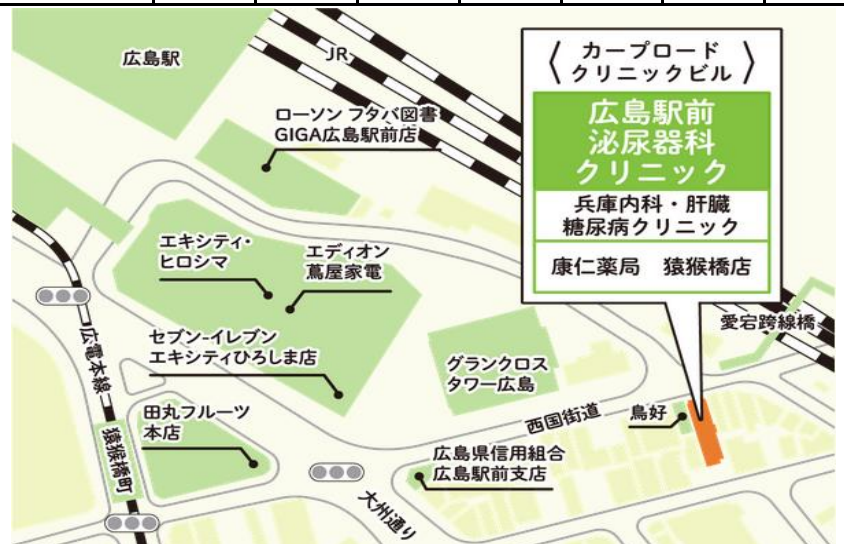 広島駅
JR
ローソン フタバ図書
GIGA広島駅前店
〈 カープロード
クリニックビル 〉
広島駅前
泌尿器科
クリニック
兵庫内科・肝臓
糖尿病クリニック
康仁薬局 猿猴橋店
エキシティ・
ヒロシマ
エディオン
蔦屋家電
愛宕跨線橋
広電本線
セブン-イレブン
エキシティひろしま店
グランクロス
タワー広島
田丸フルーツ
本店
西国街道
鳥好
猿猴橋町
広島県信用組合
広島駅前支店
大州通り